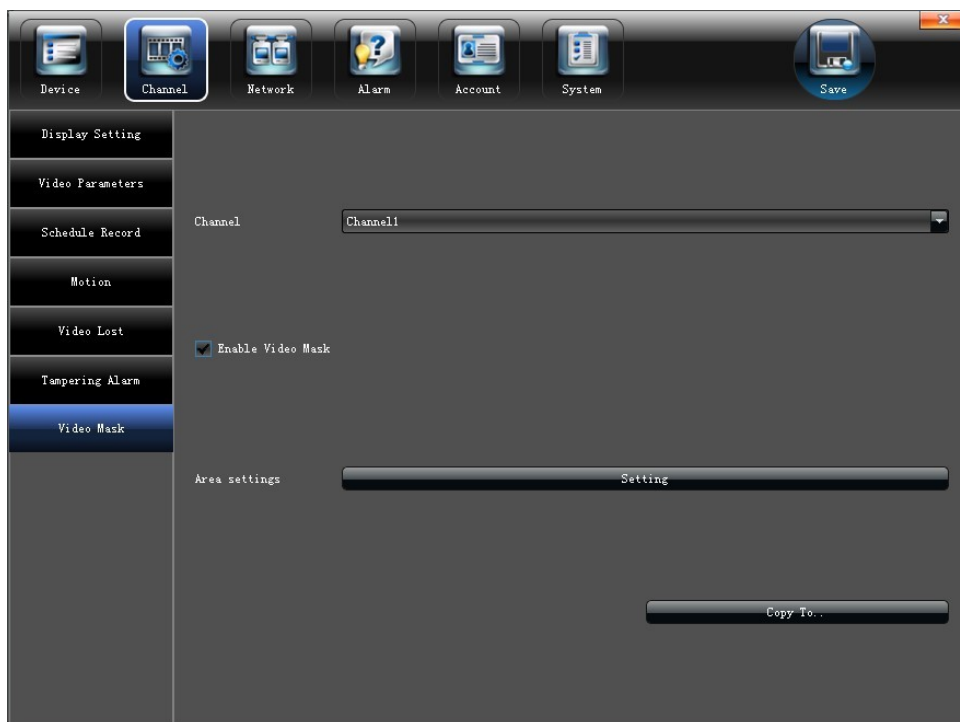 Device
Channel
Network
Alarm
Account
System
Save
Display Setting
Video Parameters
Schedule Record
Motion
Video Lost
Tampering Alarm
Video Mask
Channel
Channel1
Enable Video Mask
Area settings
Setting
Copy To..